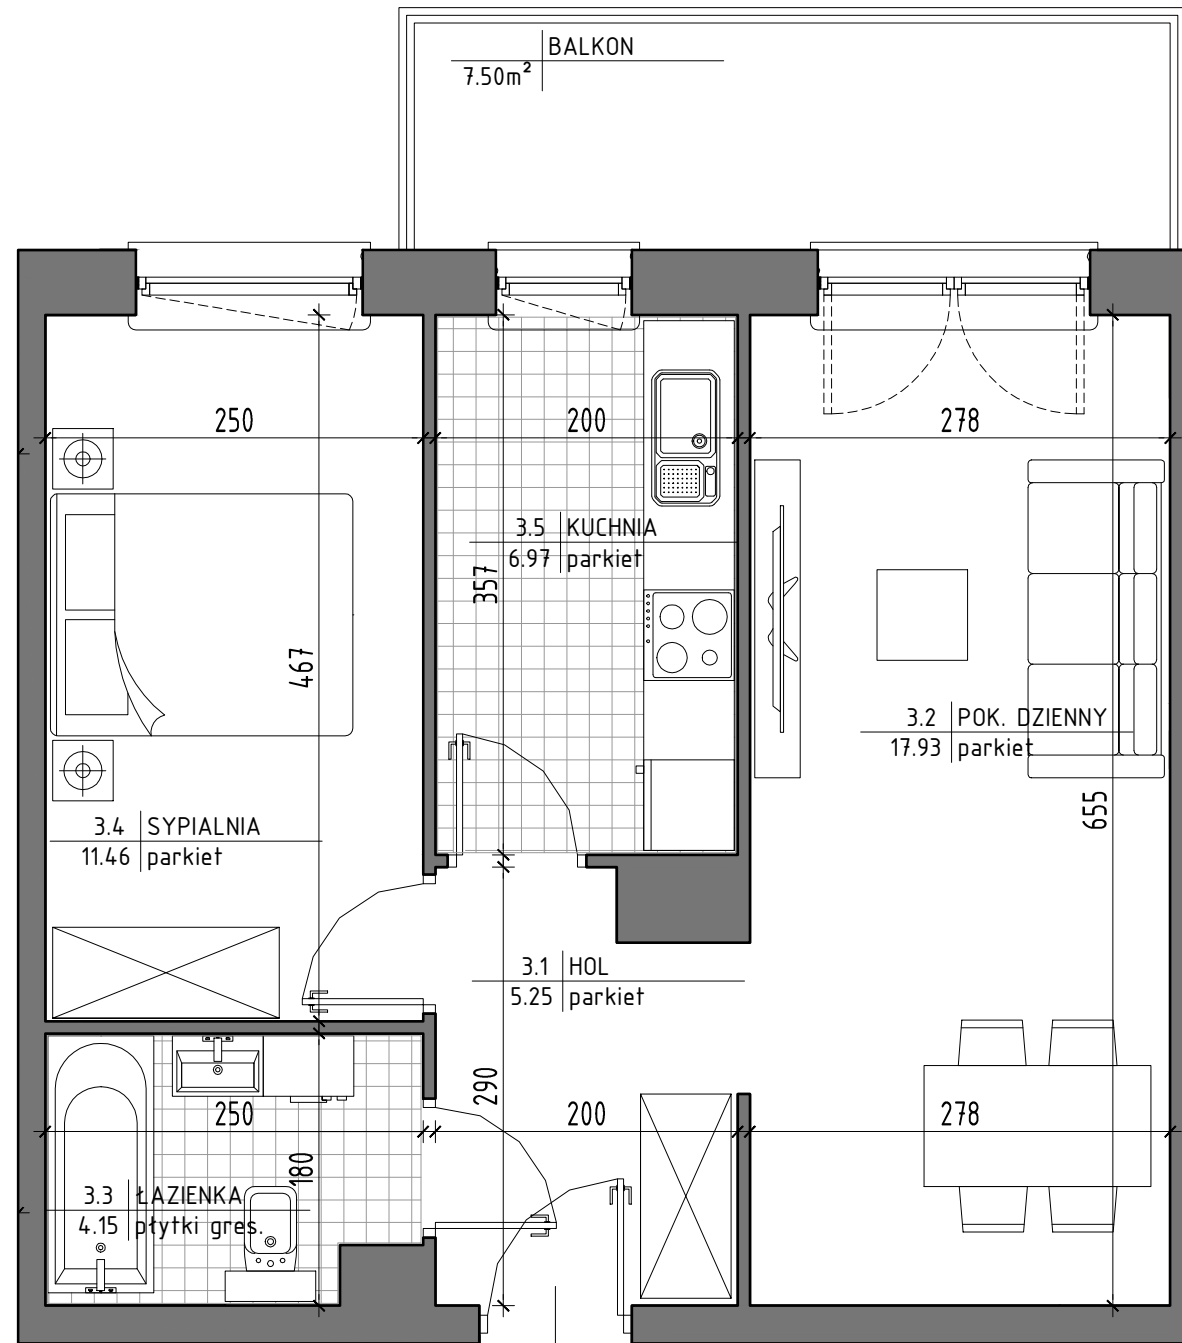 BALKON
7.50m²
250
200
278
3.5 KUCHNIA
6.97 parkiet
357
467
3.2 POK. DZIENNY
17.93 parkiet
655
3.4 SYPIALNIA
11.46 parkiet
3.1 HOL
5.25 parkiet
290
250
200
278
180
3.3 ŁAZIENKA
4.15 płytki gres.